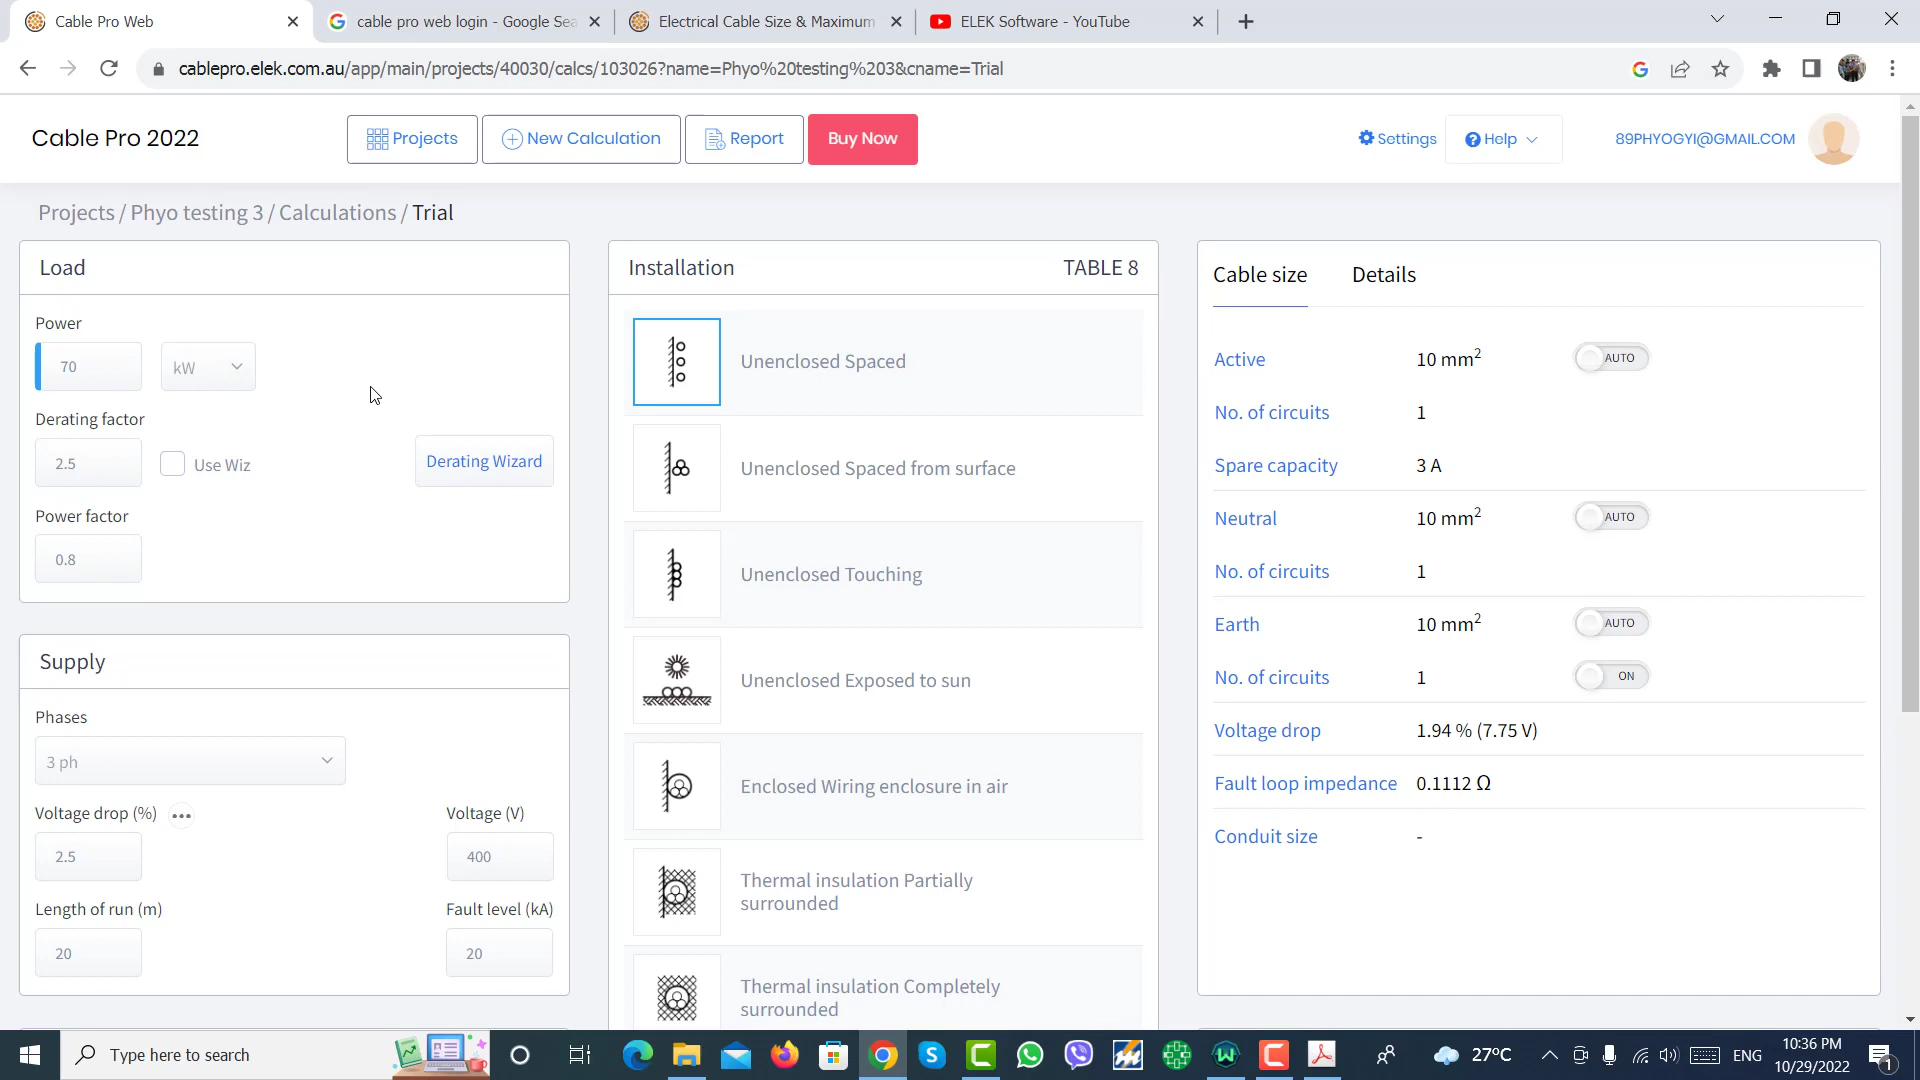 Cable Pro Web
cable pro web login - Google Sea
Electrical Cable Size & Maximum
ELEK Software - YouTube
cablepro.elek.com.au/app/main/projects/40030/calcs/103026?name=Phyo%20testing%203&cname=Trial
Cable Pro 2022
Projects
New Calculation
Report
Buy Now
Settings
Help
89PHYOGYI@GMAIL.COM
Projects / Phyo testing 3 / Calculations / Trial
Load
Power
70
kW
Derating factor
2.5
Use Wiz
Derating Wizard
Power factor
0.8
Supply
Phases
3 ph
Voltage drop (%)
Voltage (V)
2.5
400
Length of run (m)
Fault level (kA)
20
20
Installation
TABLE 8
Unenclosed Spaced
Unenclosed Spaced from surface
Unenclosed Touching
Unenclosed Exposed to sun
Enclosed Wiring enclosure in air
Thermal insulation Partially
surrounded
Thermal insulation Completely
surrounded
Cable size
Details
Active 10 mm² AUTO
No. of circuits 1
Spare capacity 3 A
Neutral 10 mm² AUTO
No. of circuits 1
Earth 10 mm² AUTO
No. of circuits 1 ON
Voltage drop 1.94 % (7.75 V)
Fault loop impedance 0.1112 Ω
Conduit size -
Type here to search
27°C
ENG
10:36 PM
10/29/2022
1